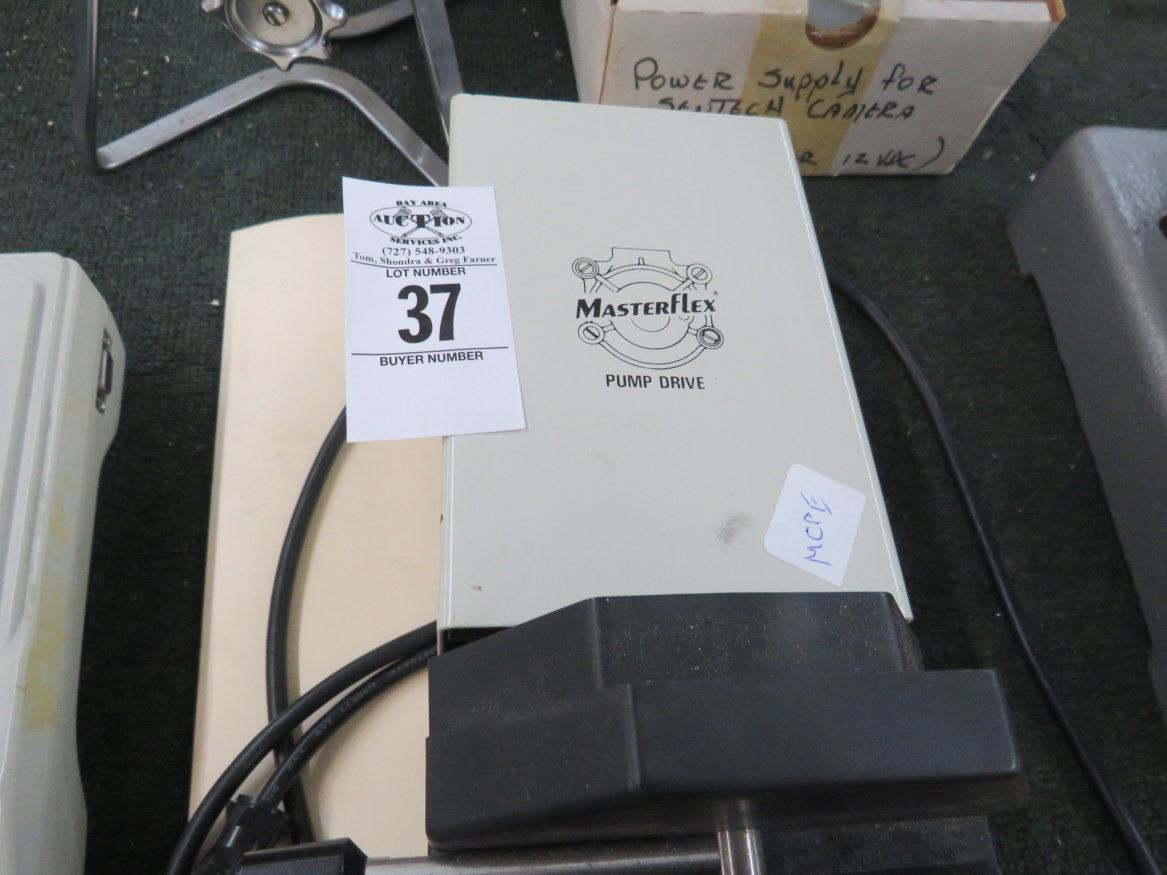 POWER SUPPLY FOR
SENTECH CAMERA
12 VDC)
BAY AREA
AUCTION
SERVICES INC.
(727) 548-9303
Tom, Shondra & Greg Farner
LOT NUMBER
37
BUYER NUMBER
MASTERFLEX®
PUMP DRIVE
MCPE